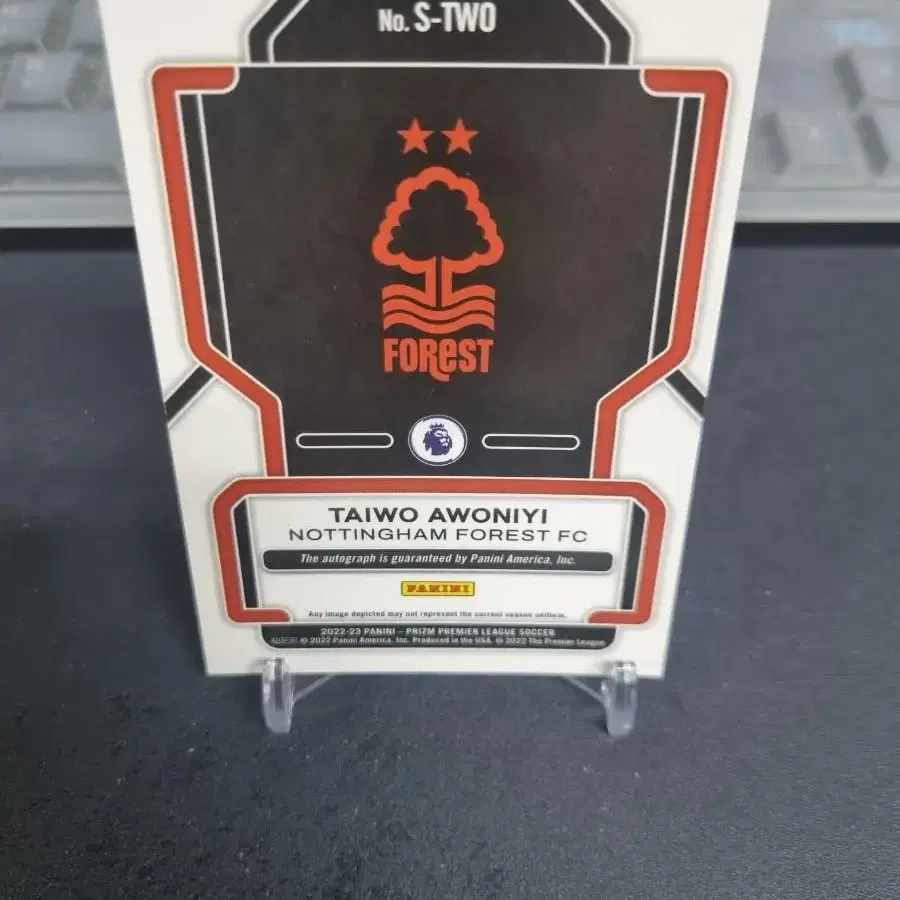 No. S-TWO
FOReST
TAIWO AWONIYI
NOTTINGHAM FOREST FC
The autograph is guaranteed by Panini America, Inc.
PANINI
Any image depicted may not represent the current season uniform.
2022-23 PANINI – PRIZM PREMIER LEAGUE SOCCER
© 2022 Panini America, Inc. Produced in the USA. © 2022 The Premier League